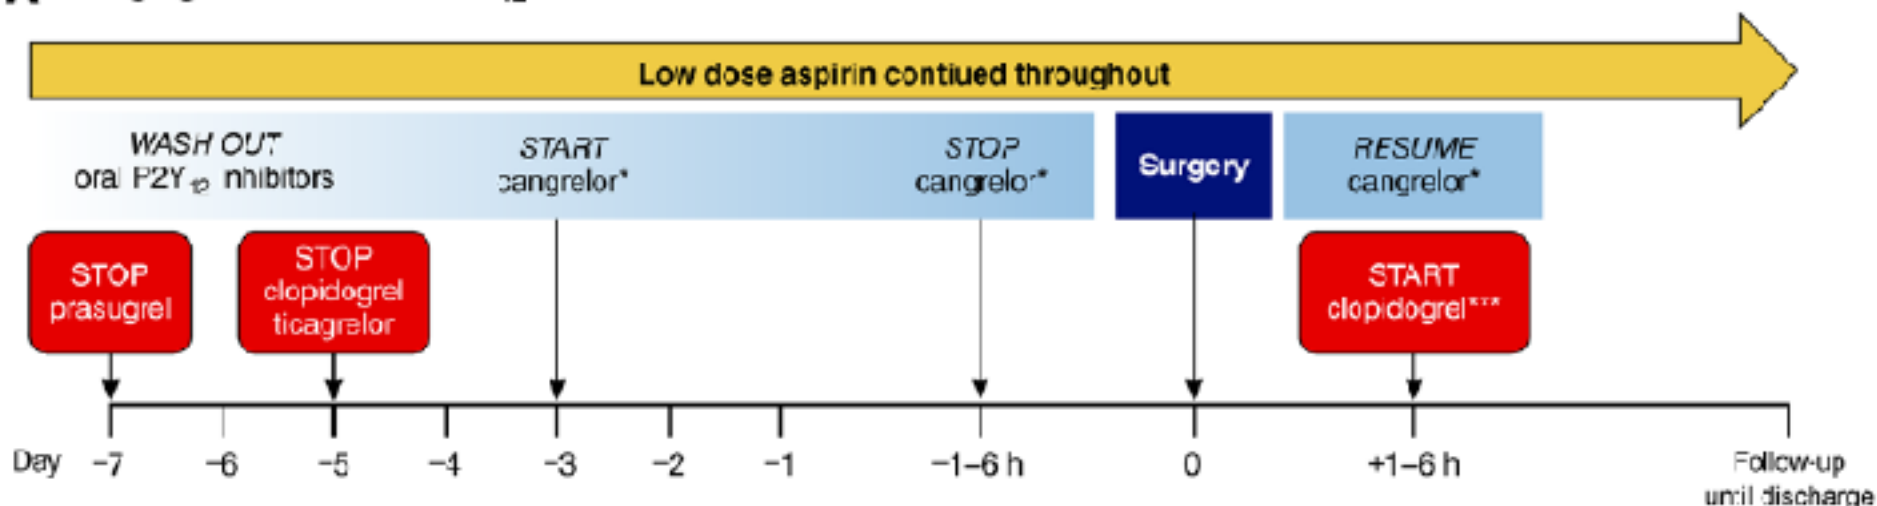 Low dose aspirin contiued throughout
WASH OUT
oral P2Y12 nhibitors
START
cangrelor*
STOP
cangrelor*
Surgery
RESUME
cangrelor*
STOP
prasugrel
STOP
clopidogrel
ticagrelor
START
clopidogrel***
Day −7 −6 −5 −4 −3 −2 −1 −1–6 h 0 +1–6 h Follow-up
until discharge